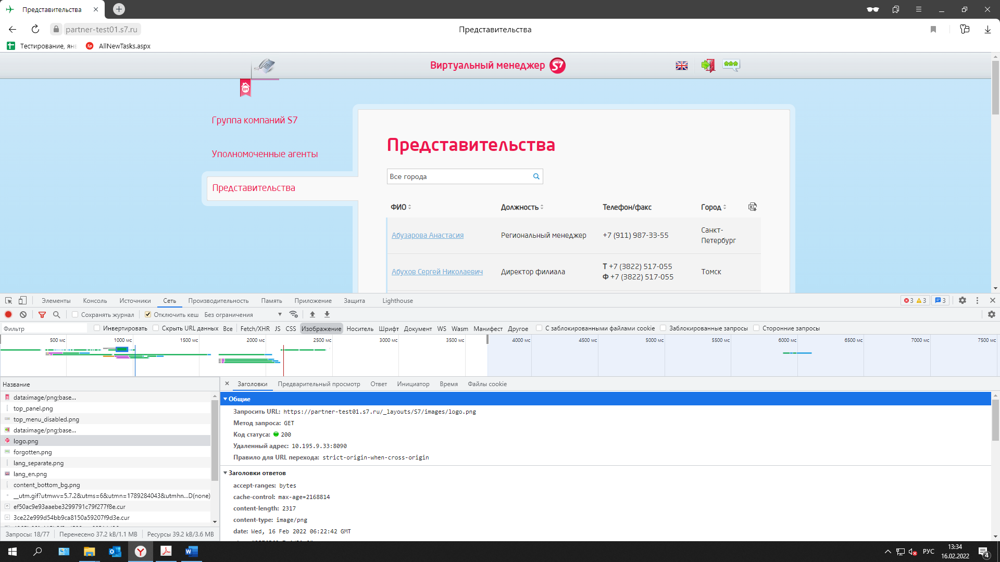 Представительства
partner-test01.s7.ru
Представительства
Тестирование, янв
Sp AllNewTasks.aspx
Виртуальный менеджер S7
ВМ
Группа компаний S7
Уполномоченные агенты
Представительства
Представительства
Все города
ФИО Должность Телефон/факс Город
Абузарова Анастасия Региональный менеджер +7 (911) 987-33-55 Санкт-
Петербург
Абухов Сергей Николаевич Директор филиала Т +7 (3822) 517-055 Томск
Ф +7 (3822) 517-055
Элементы Консоль Источники Сеть Производительность Память Приложение Защита Lighthouse 3 3 3
Сохранять журнал Отключить кеш Без ограничения
Фильтр Инвертировать Скрыть URL данных Все Fetch/XHR JS CSS Изображение Носитель Шрифт Документ WS Wasm Манифест Другое С заблокированными файлами cookie Заблокированные запросы Сторонние запросы
500 мс 1000 мс 1500 мс 2000 мс 2500 мс 3000 мс 3500 мс 4000 мс 4500 мс 5000 мс 5500 мс 6000 мс 6500 мс 7000 мс 7500 мс
Название
data:image/png;base...
top_panel.png
top_menu_disabled.png
data:image/png;base...
logo.png
forgotten.png
lang_separate.png
lang_en.png
content_bottom_bg.png
__utm.gif?utmwv=5.7.2&utms=6&utmn=1789284043&utmhn...D(none)
ef50ac9e93aaebe3299791c79f277f8e.cur
3ce22e999d54bb9ca8150a59207f9d3e.cur
Запросы: 18/77 Перенесено 37.2 kB/1.1 MB Ресурсы 39.2 kB/3.6 MB
Заголовки Предварительный просмотр Ответ Инициатор Время Файлы cookie
Общие
Запросить URL: https://partner-test01.s7.ru/_layouts/S7/images/logo.png
Метод запроса: GET
Код статуса: 200
Удаленный адрес: 10.195.9.33:8090
Правило для URL перехода: strict-origin-when-cross-origin
Заголовки ответов
accept-ranges: bytes
cache-control: max-age=2168814
content-length: 2317
content-type: image/png
date: Wed, 16 Feb 2022 06:22:42 GMT
РУС
13:34
16.02.2022
4